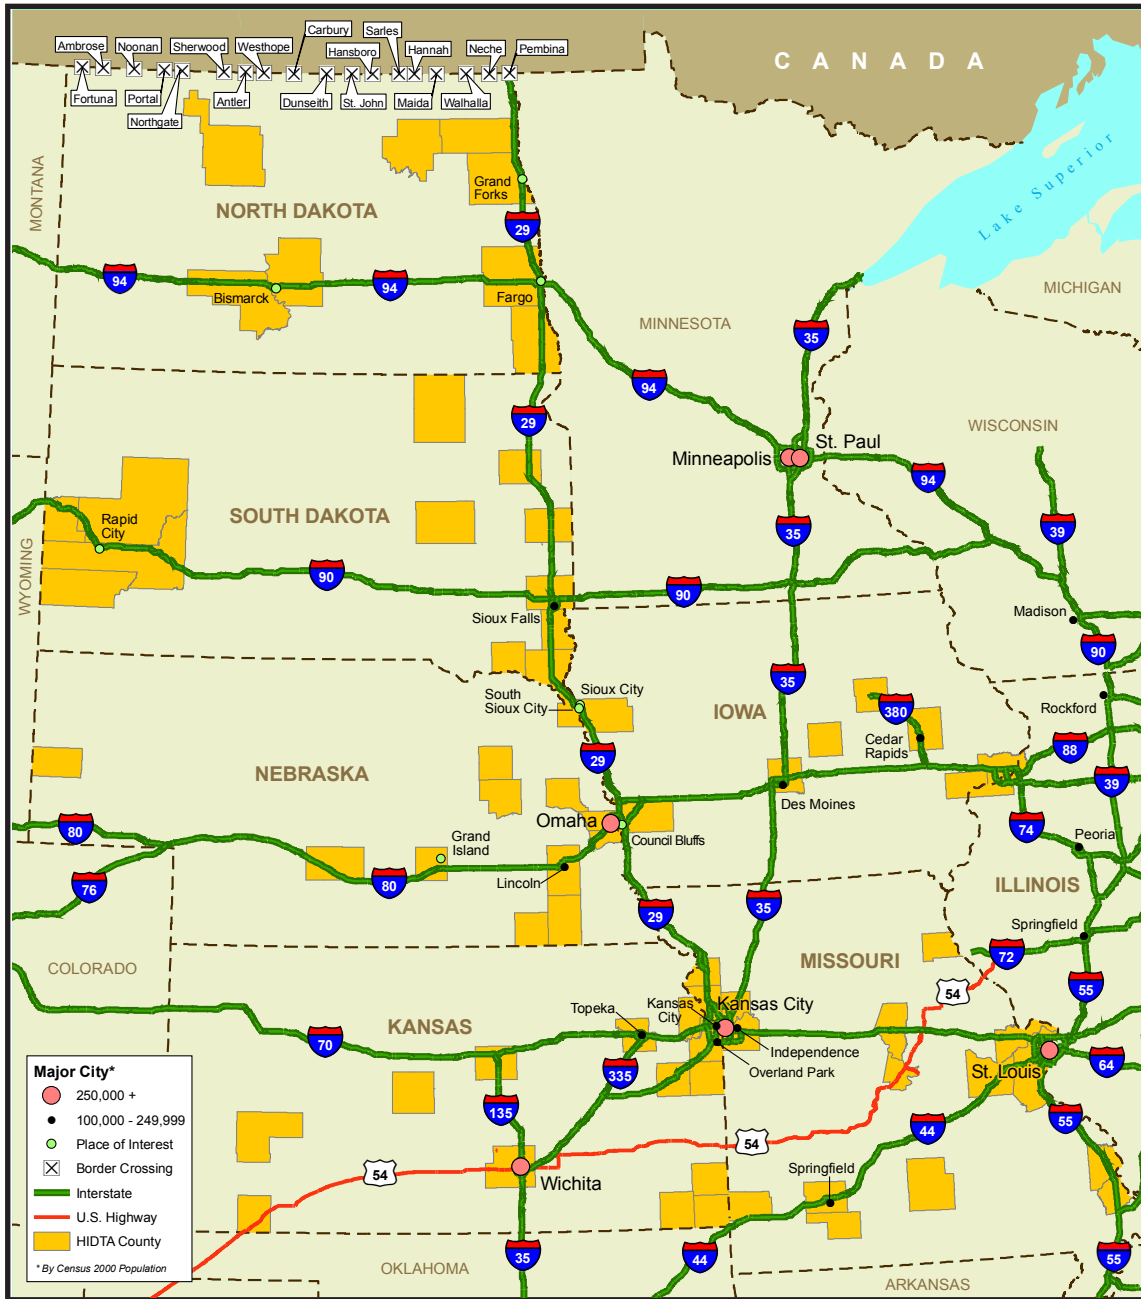 Carbury
Sarles
Ambrose
Noonan
Sherwood
Westhope
Hansboro
Hannah
Neche
Pembina
CANADA
Fortuna
Portal
Antler
Dunseith
St. John
Maida
Walhalla
Northgate
Lake Superior
MONTANA
Grand
Forks
NORTH DAKOTA
29
94
94
Bismarck
Fargo
MICHIGAN
MINNESOTA
35
94
29
WISCONSIN
St. Paul
Minneapolis
94
Rapid
City
SOUTH DAKOTA
35
39
WYOMING
90
90
Sioux Falls
Madison
90
35
South
Sioux City
Sioux City
IOWA
380
Rockford
Cedar
Rapids
88
29
NEBRASKA
39
Des Moines
80
Omaha
Council Bluffs
74
Peoria
Grand
Island
76
80
Lincoln
ILLINOIS
35
29
Springfield
72
COLORADO
MISSOURI
54
55
Topeka
Kansas
City
Kansas City
KANSAS
70
Independence
Overland Park
335
St. Louis
64
135
55
44
54
54
Springfield
Wichita
35
44
55
OKLAHOMA
ARKANSAS
Major City*
250,000 +
100,000 - 249,999
Place of Interest
Border Crossing
Interstate
U.S. Highway
HIDTA County
* By Census 2000 Population